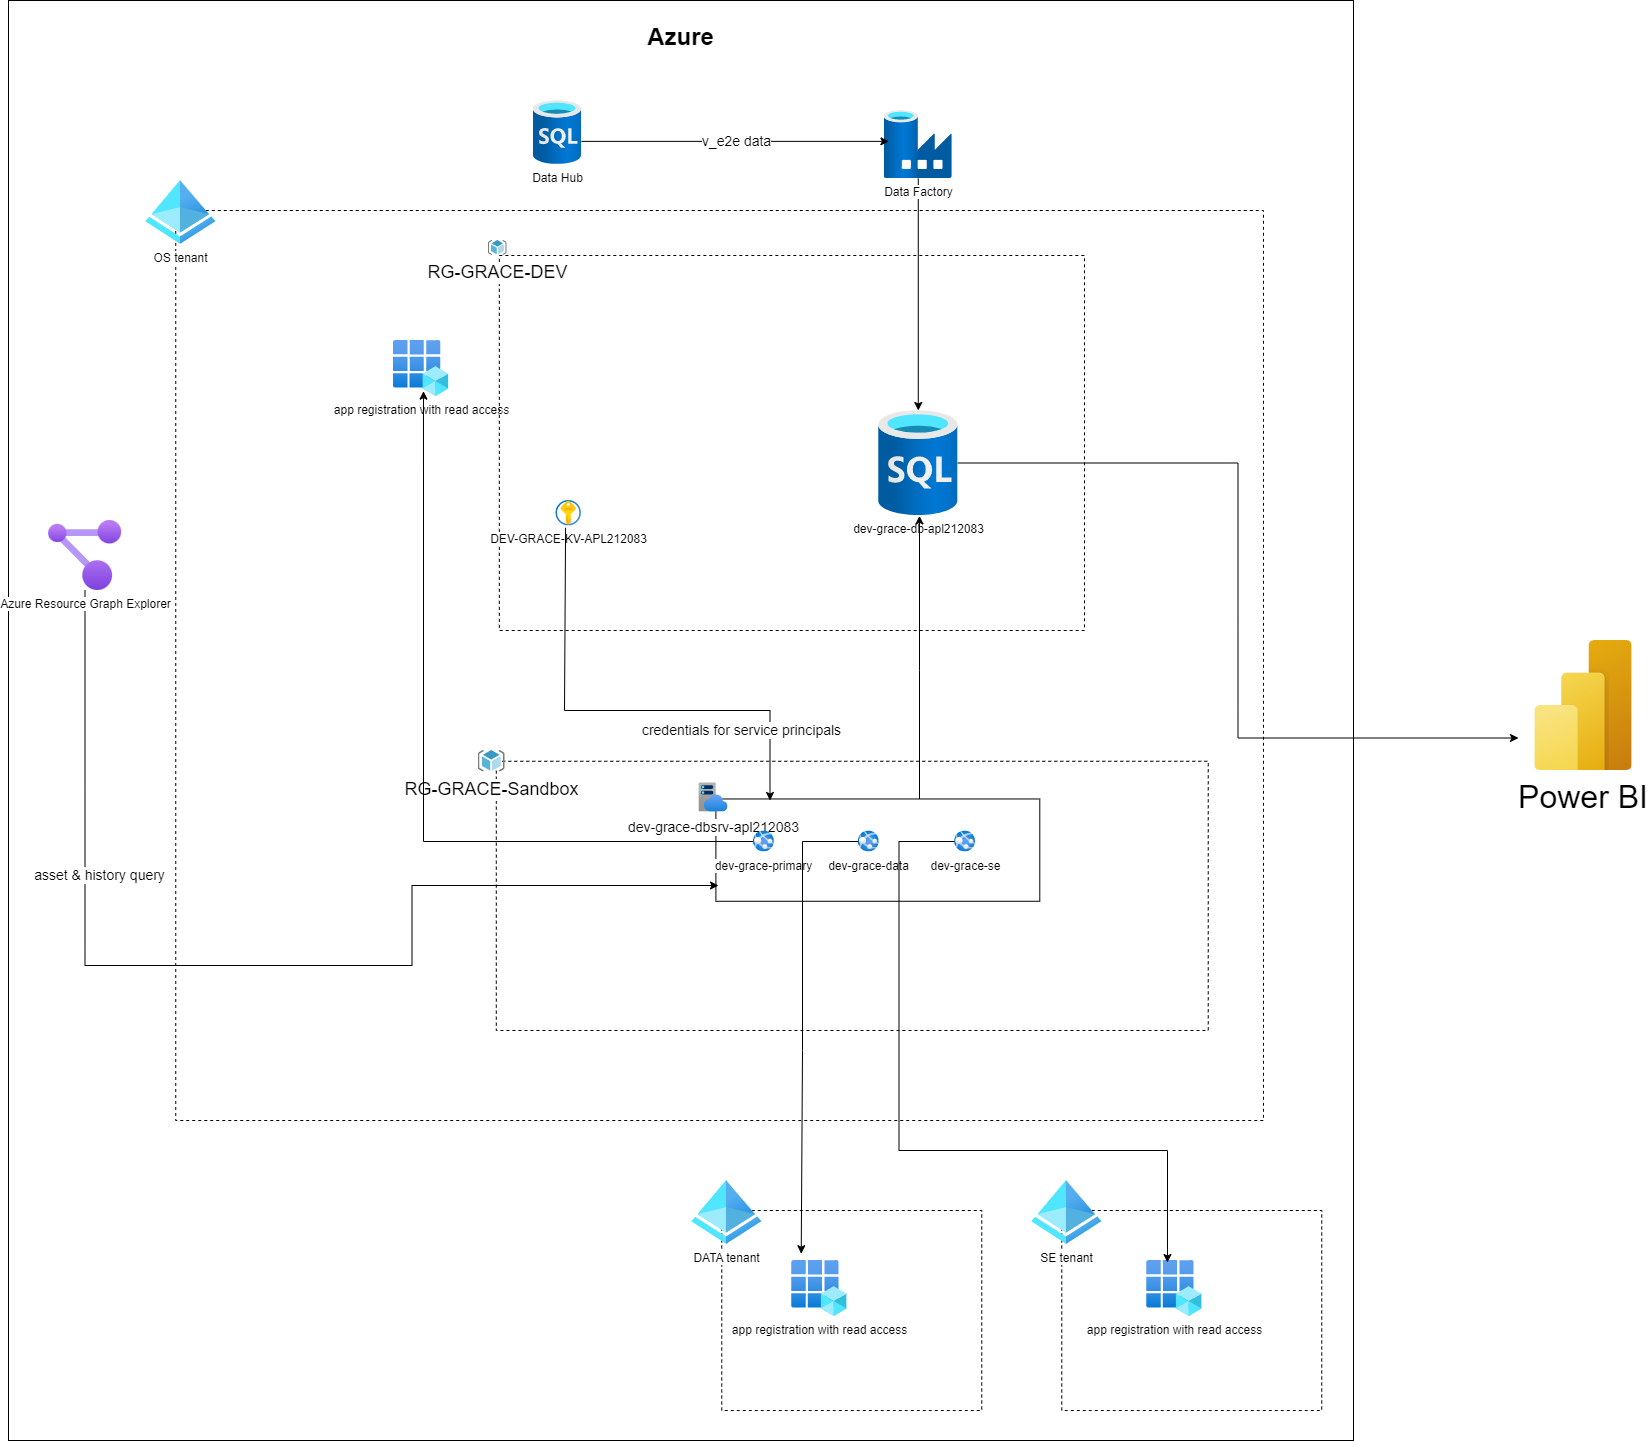 Azure
SQL
v_e2e data
Data Hub
Data Factory
OS tenant
RG-GRACE-DEV
app registration with read access
SQL
DEV-GRACE-KV-APL212083
dev-grace-db-apl212083
Azure Resource Graph Explorer
credentials for service principals
RG-GRACE-Sandbox
Power BI
dev-grace-dbsrv-apl212083
dev-grace-primary
dev-grace-data
dev-grace-se
asset & history query
DATA tenant
SE tenant
app registration with read access
app registration with read access